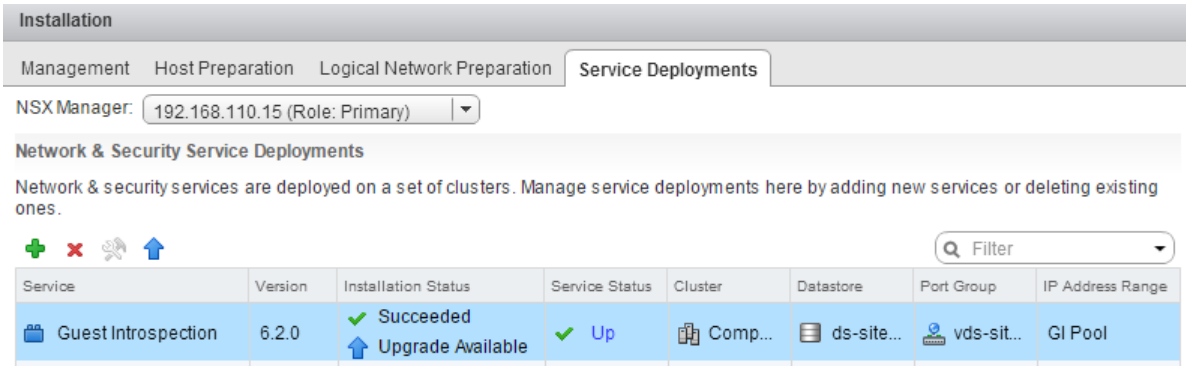 Installation
Management Host Preparation Logical Network Preparation Service Deployments
NSX Manager: 192.168.110.15 (Role: Primary)
Network & Security Service Deployments
Network & security services are deployed on a set of clusters. Manage service deployments here by adding new services or deleting existing
ones.
Filter
Service Version Installation Status Service Status Cluster Datastore Port Group IP Address Range
Guest Introspection 6.2.0 Succeeded Up Comp... ds-site... vds-sit... GI Pool
Upgrade Available